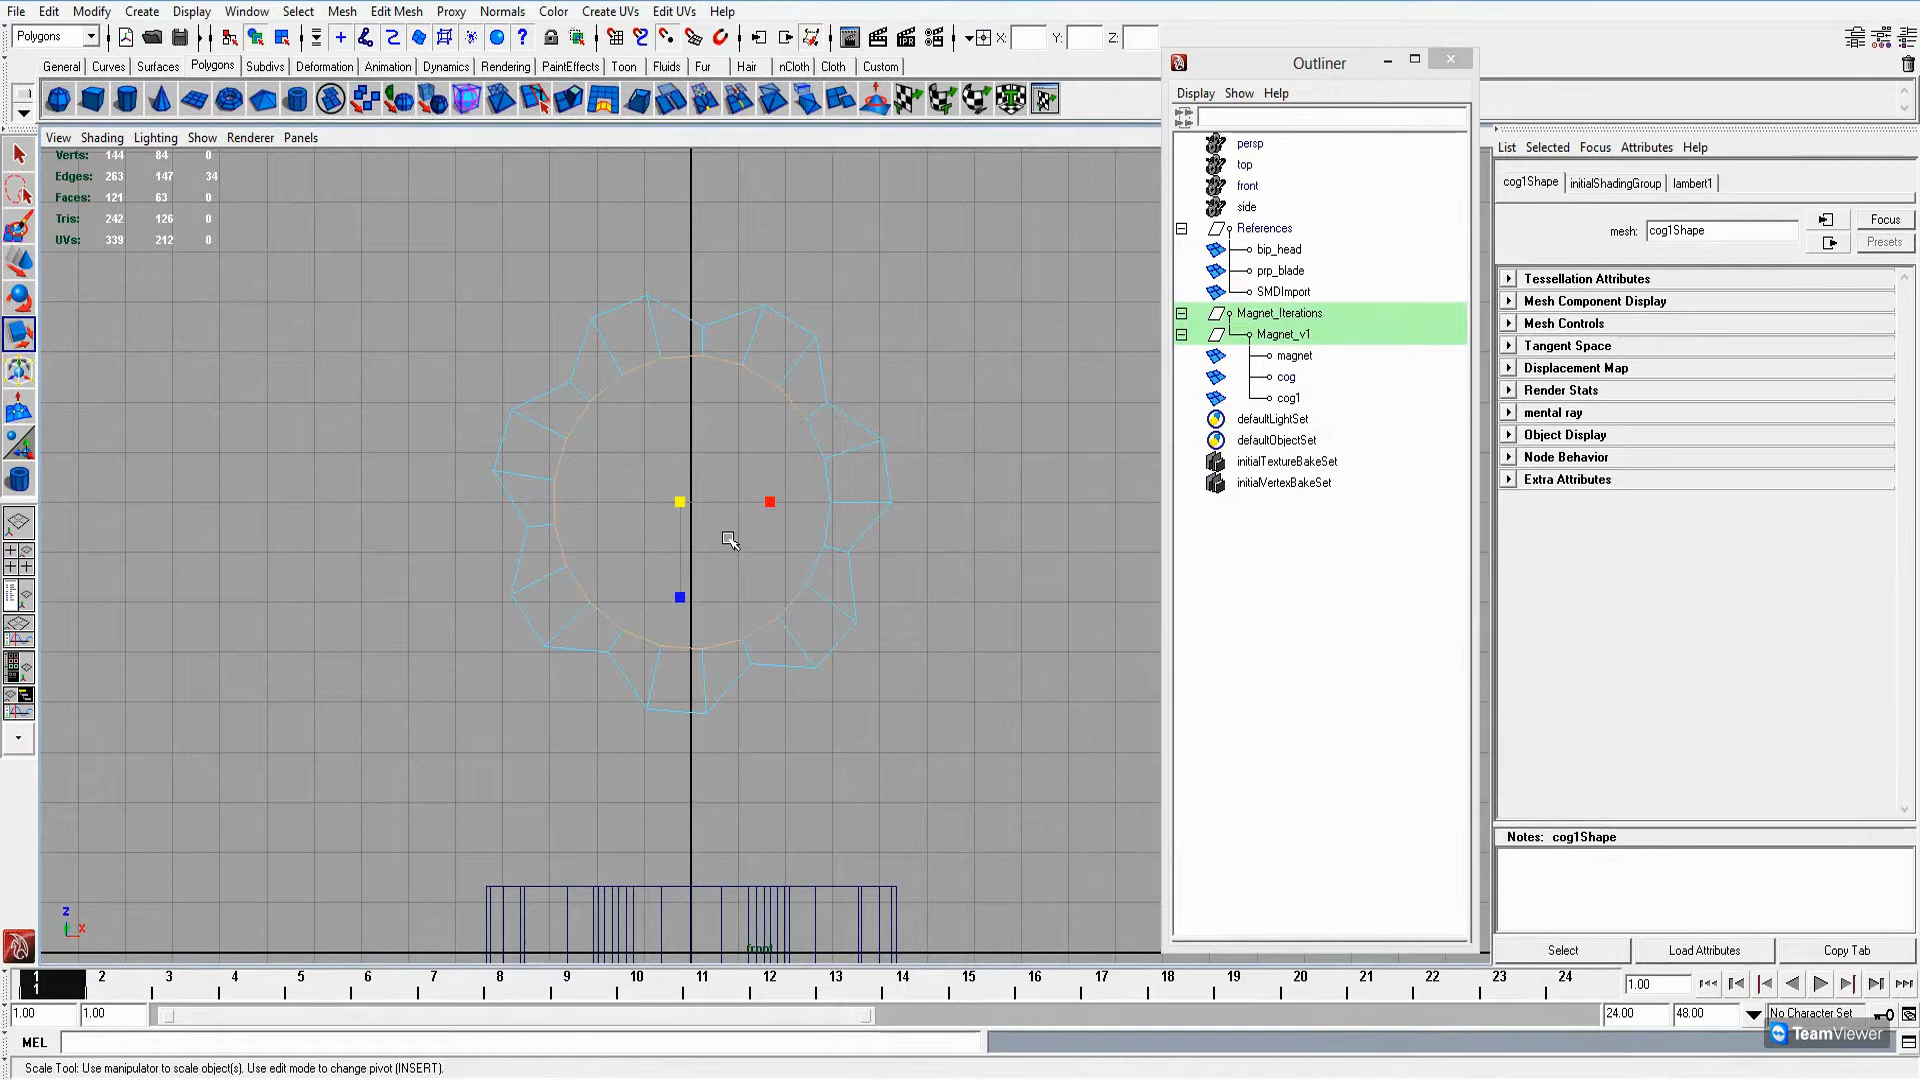 File Edit Modify Create Display Window Select Mesh Edit Mesh Proxy Normals Color Create UVs Edit UVs Help
Polygons X: Y: Z:
General Curves Surfaces Polygons Subdivs Deformation Animation Dynamics Rendering PaintEffects Toon Fluids Fur Hair nCloth Cloth Custom
View Shading Lighting Show Renderer Panels
Verts: 144 84 0
Edges: 263 147 34
Faces: 121 63 0
Tris: 242 126 0
UVs: 339 212 0
z
x
front
Outliner
Display Show Help
persp
top
front
side
References
bip_head
prp_blade
SMDImport
Magnet_Iterations
Magnet_v1
magnet
cog
cog1
defaultLightSet
defaultObjectSet
initialTextureBakeSet
initialVertexBakeSet
List Selected Focus Attributes Help
cog1Shape initialShadingGroup lambert1
mesh: cog1Shape Focus
Presets
Tessellation Attributes
Mesh Component Display
Mesh Controls
Tangent Space
Displacement Map
Render Stats
mental ray
Object Display
Node Behavior
Extra Attributes
Notes: cog1Shape
Select Load Attributes Copy Tab
1 2 3 4 5 6 7 8 9 10 11 12 13 14 15 16 17 18 19 20 21 22 23 24 1.00
1
1.00 1.00 24.00 48.00 No Character Set
MEL
TeamViewer
Scale Tool: Use manipulator to scale object(s). Use edit mode to change pivot (INSERT).